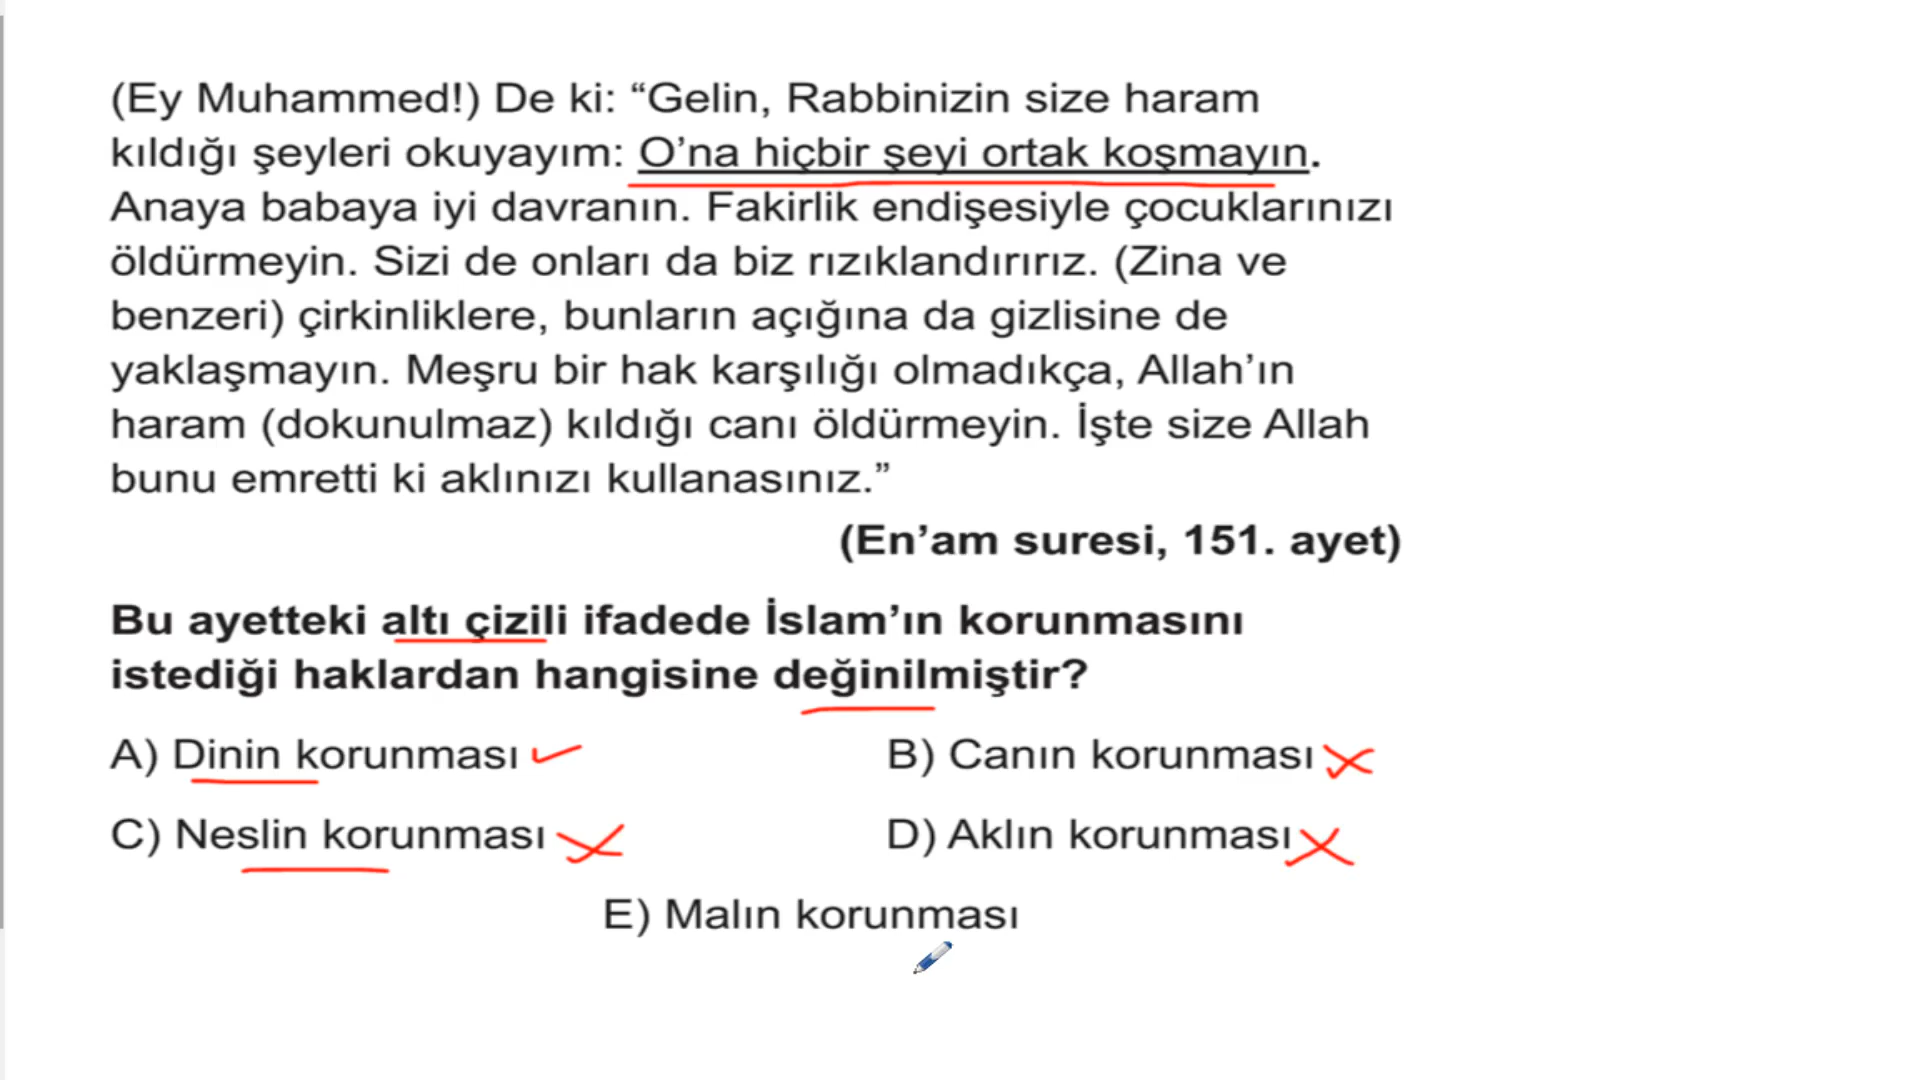 (Ey Muhammed!) De ki: “Gelin, Rabbinizin size haram
kıldığı şeyleri okuyayım: O’na hiçbir şeyi ortak koşmayın.
Anaya babaya iyi davranın. Fakirlik endişesiyle çocuklarınızı
öldürmeyin. Sizi de onları da biz rızıklandırırız. (Zina ve
benzeri) çirkinliklere, bunların açığına da gizlisine de
yaklaşmayın. Meşru bir hak karşılığı olmadıkça, Allah’ın
haram (dokunulmaz) kıldığı canı öldürmeyin. İşte size Allah
bunu emretti ki aklınızı kullanasınız.”
(En’am suresi, 151. ayet)
Bu ayetteki altı çizili ifadede İslam’ın korunmasını
istediği haklardan hangisine değinilmiştir?
A) Dinin korunması
B) Canın korunması
C) Neslin korunması
D) Aklın korunması
E) Malın korunması